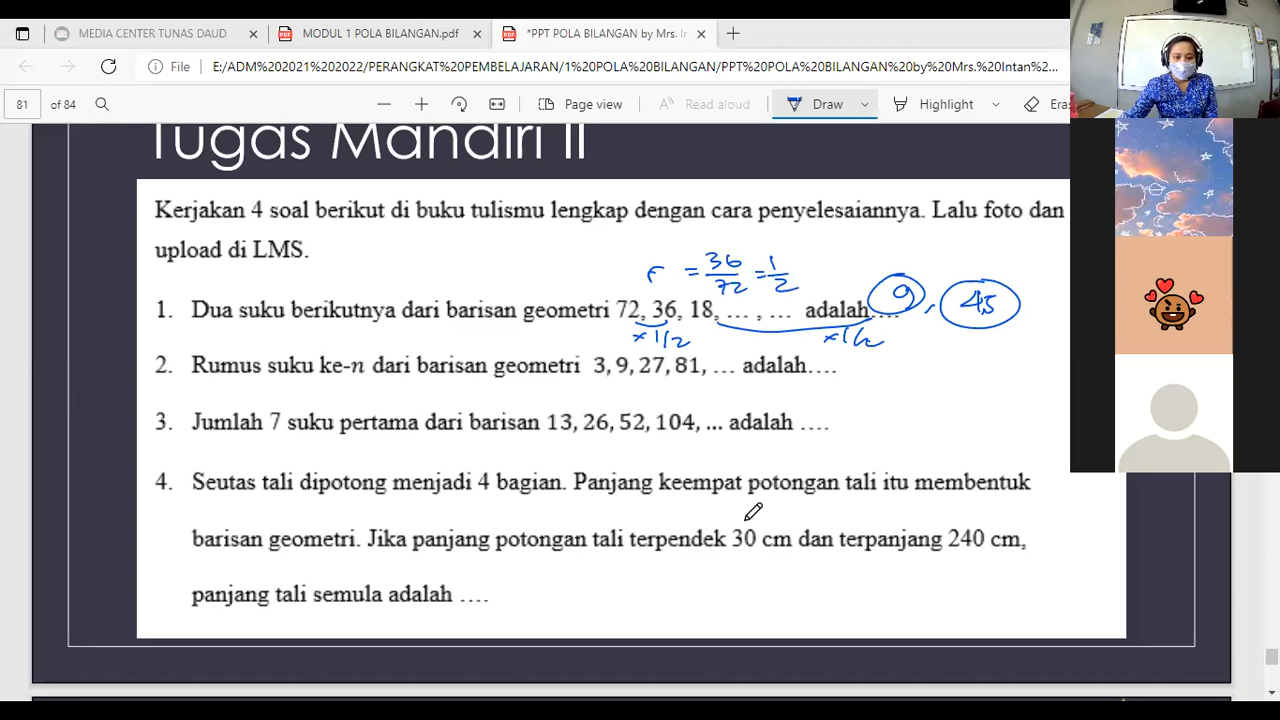 MEDIA CENTER TUNAS DAUD
MODUL 1 POLA BILANGAN.pdf
*PPT POLA BILANGAN by Mrs. Ir
File
E:/ADM%202021%202022/PERANGKAT%20PEMBELAJARAN/1%20POLA%20BILANGAN/PPT%20POLA%20BILANGAN%20by%20Mrs.%20Intan%2...
81 of 84
Page view
Read aloud
Draw
Highlight
Eras
Tugas Mandiri II
Kerjakan 4 soal berikut di buku tulismu lengkap dengan cara penyelesaiannya. Lalu foto dan
upload di LMS.
r = 36/72 = 1/2
1. Dua suku berikutnya dari barisan geometri 72, 36, 18, … , … adalah…. 9, 4,5
×1/2 ×1/2
2. Rumus suku ke-n dari barisan geometri 3, 9, 27, 81, … adalah….
3. Jumlah 7 suku pertama dari barisan 13, 26, 52, 104, ... adalah ….
4. Seutas tali dipotong menjadi 4 bagian. Panjang keempat potongan tali itu membentuk
barisan geometri. Jika panjang potongan tali terpendek 30 cm dan terpanjang 240 cm,
panjang tali semula adalah ….